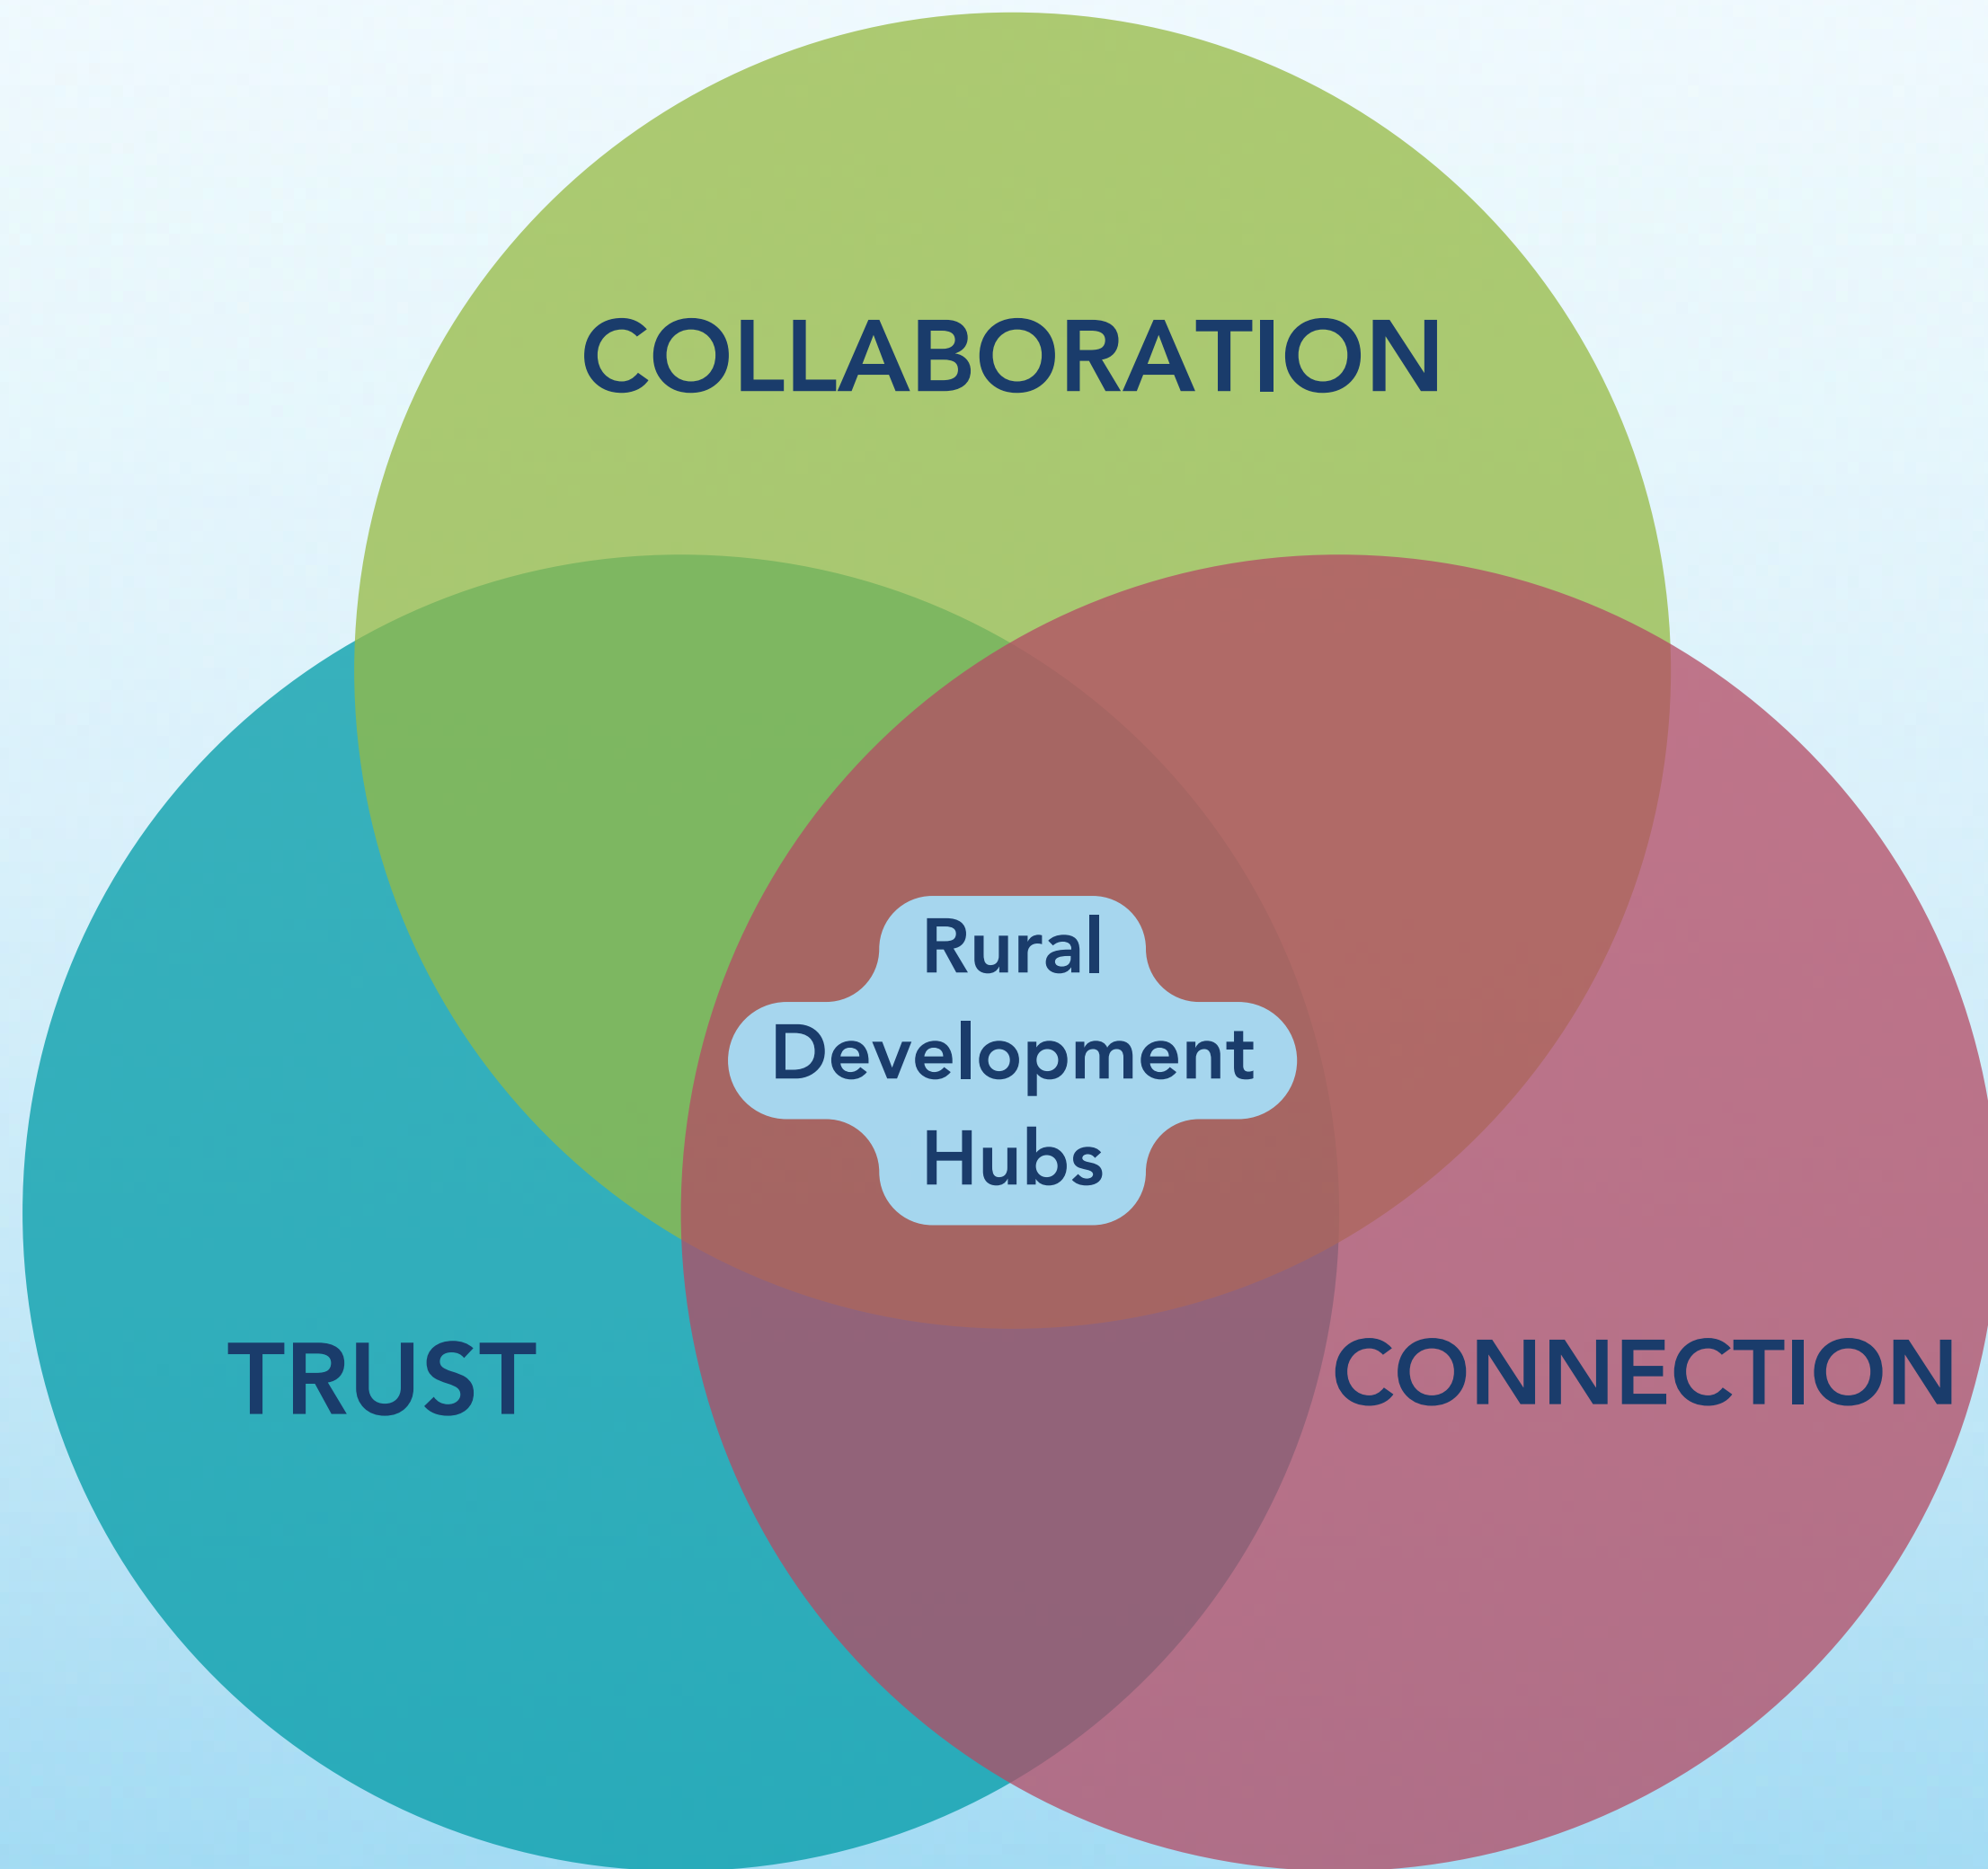 COLLABORATION
Rural
Development
Hubs
TRUST
CONNECTION